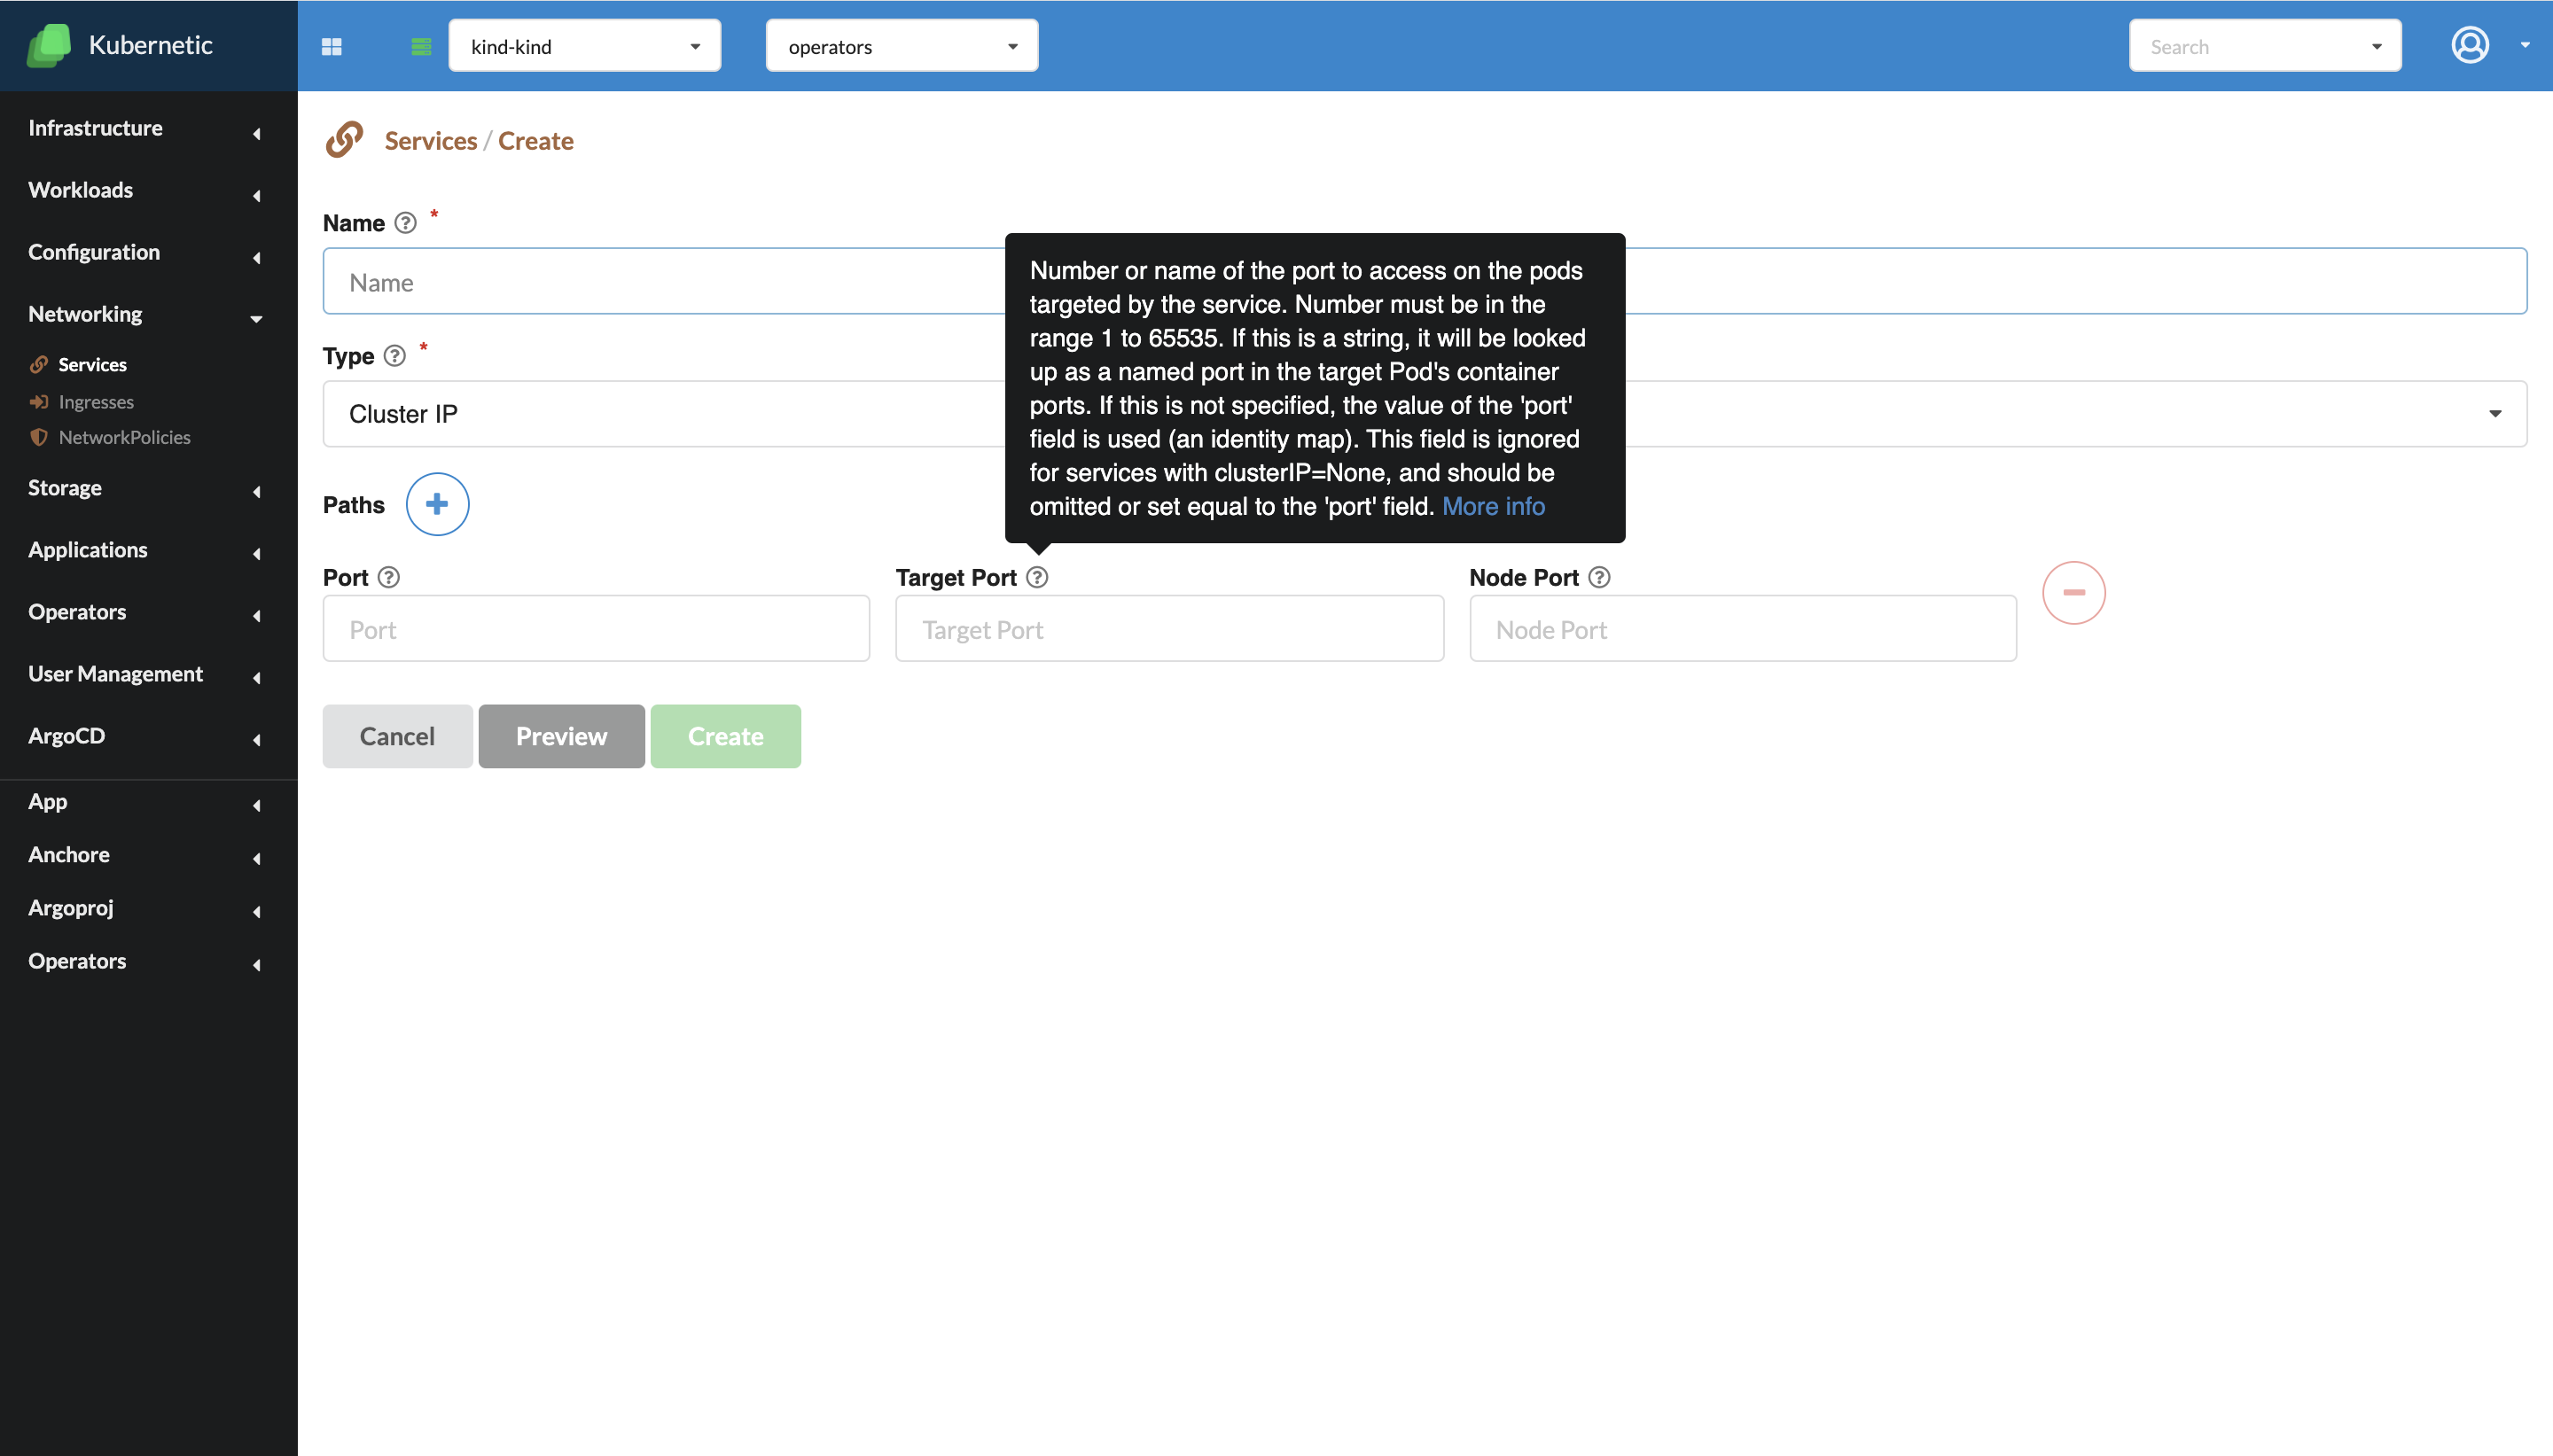 Kubernetic
kind-kind
operators
Search
Infrastructure
Workloads
Configuration
Networking
Services
Ingresses
NetworkPolicies
Storage
Applications
Operators
User Management
ArgoCD
App
Anchore
Argoproj
Operators
Services / Create
Name ? *
Name
Type ? *
Cluster IP
Paths
Number or name of the port to access on the pods
targeted by the service. Number must be in the
range 1 to 65535. If this is a string, it will be looked
up as a named port in the target Pod's container
ports. If this is not specified, the value of the 'port'
field is used (an identity map). This field is ignored
for services with clusterIP=None, and should be
omitted or set equal to the 'port' field. More info
Port ?
Target Port ?
Node Port ?
Port
Target Port
Node Port
Cancel
Preview
Create